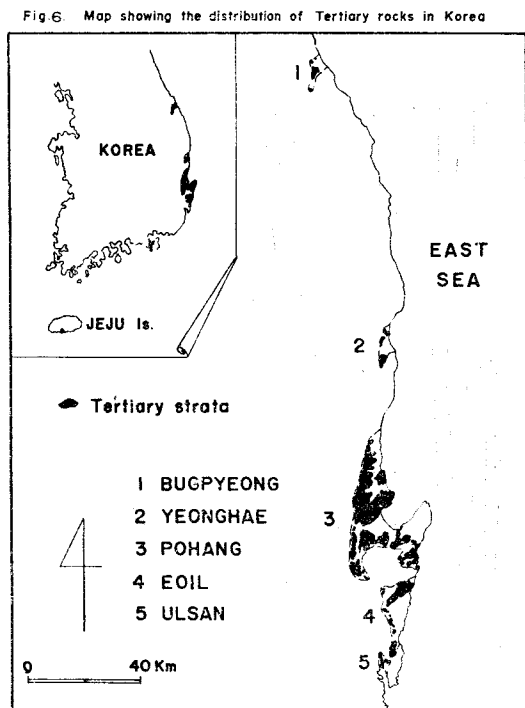 Fig.6. Map showing the distribution of Tertiary rocks in Korea
KOREA
JEJU Is.
Tertiary strata
1 BUGPYEONG
2 YEONGHAE
3 POHANG
4 EOIL
5 ULSAN
0 40 Km
1
EAST
SEA
2
3
4
5